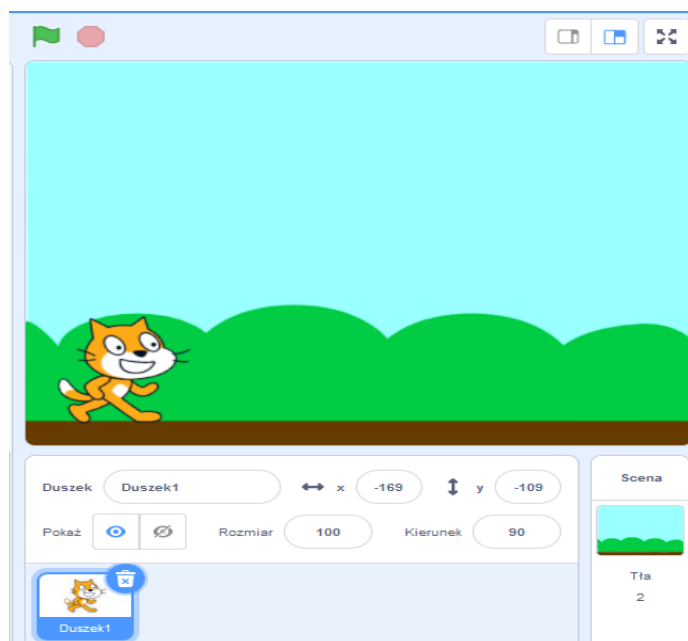 Duszek Duszek1 x -169 y -109
Pokaż Rozmiar 100 Kierunek 90
Duszek1
Scena
Tła
2